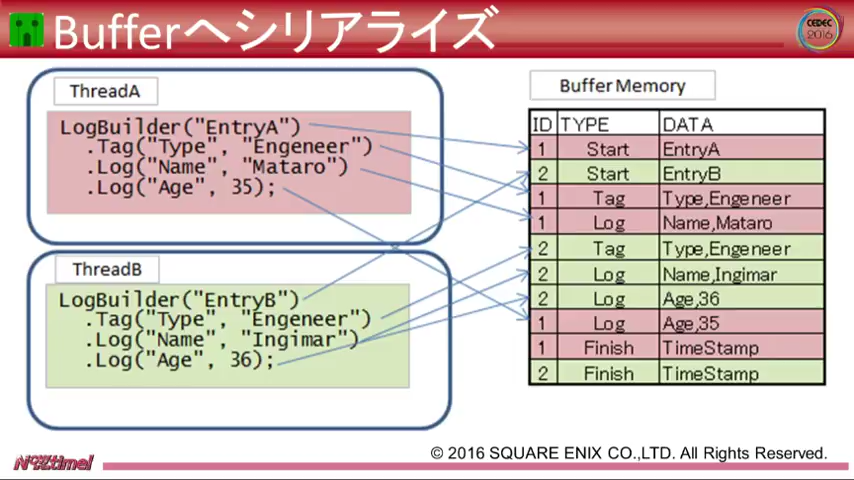 Bufferへシリアライズ
CEDEC
2016
ThreadA
LogBuilder("EntryA")
.Tag("Type", "Engeneer")
.Log("Name", "Mataro")
.Log("Age", 35);
ThreadB
LogBuilder("EntryB")
.Tag("Type", "Engeneer")
.Log("Name", "Ingimar")
.Log("Age", 36);
Buffer Memory
ID TYPE DATA
1 Start EntryA
2 Start EntryB
1 Tag Type,Engeneer
1 Log Name,Mataro
2 Tag Type,Engeneer
2 Log Name,Ingimar
2 Log Age,36
1 Log Age,35
1 Finish TimeStamp
2 Finish TimeStamp
© 2016 SQUARE ENIX CO.,LTD. All Rights Reserved.